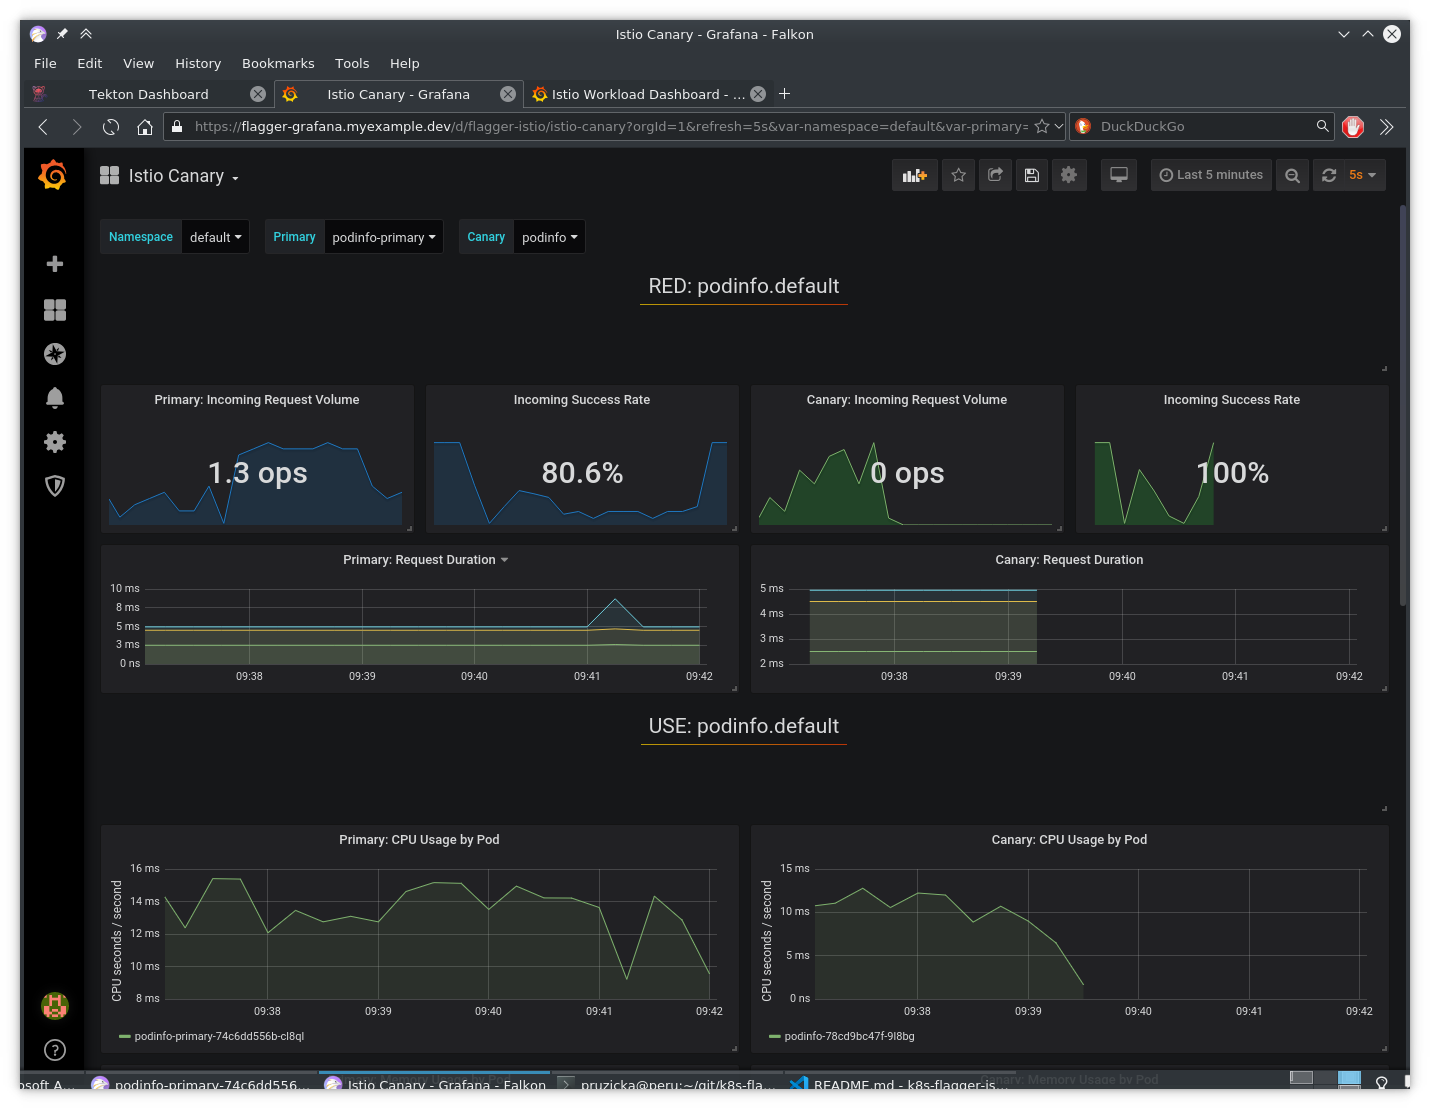 Istio Canary - Grafana - Falkon
File Edit View History Bookmarks Tools Help
Tekton Dashboard
Istio Canary - Grafana
Istio Workload Dashboard - ...
https://flagger-grafana.myexample.dev/d/flagger-istio/istio-canary?orgId=1&refresh=5s&var-namespace=default&var-primary=
DuckDuckGo
Istio Canary
Last 5 minutes
5s
Namespace default
Primary podinfo-primary
Canary podinfo
RED: podinfo.default
Primary: Incoming Request Volume
1.3 ops
Incoming Success Rate
80.6%
Canary: Incoming Request Volume
0 ops
Incoming Success Rate
100%
Primary: Request Duration
10 ms
8 ms
5 ms
3 ms
0 ns
09:38 09:39 09:40 09:41 09:42
Canary: Request Duration
5 ms
4 ms
3 ms
2 ms
09:38 09:39 09:40 09:41 09:42
USE: podinfo.default
Primary: CPU Usage by Pod
CPU seconds / second
16 ms
14 ms
12 ms
10 ms
8 ms
09:38 09:39 09:40 09:41 09:42
podinfo-primary-74c6dd556b-cl8ql
Canary: CPU Usage by Pod
CPU seconds / second
15 ms
10 ms
5 ms
0 ns
09:38 09:39 09:40 09:41 09:42
podinfo-78cd9bc47f-9l8bg
Canary: Memory Usage by Pod
osoft A...
podinfo-primary-74c6dd556...
Istio Canary - Grafana - Falkon
pruzicka@peru:~/git/k8s-fla...
README.md - k8s-flagger-is...